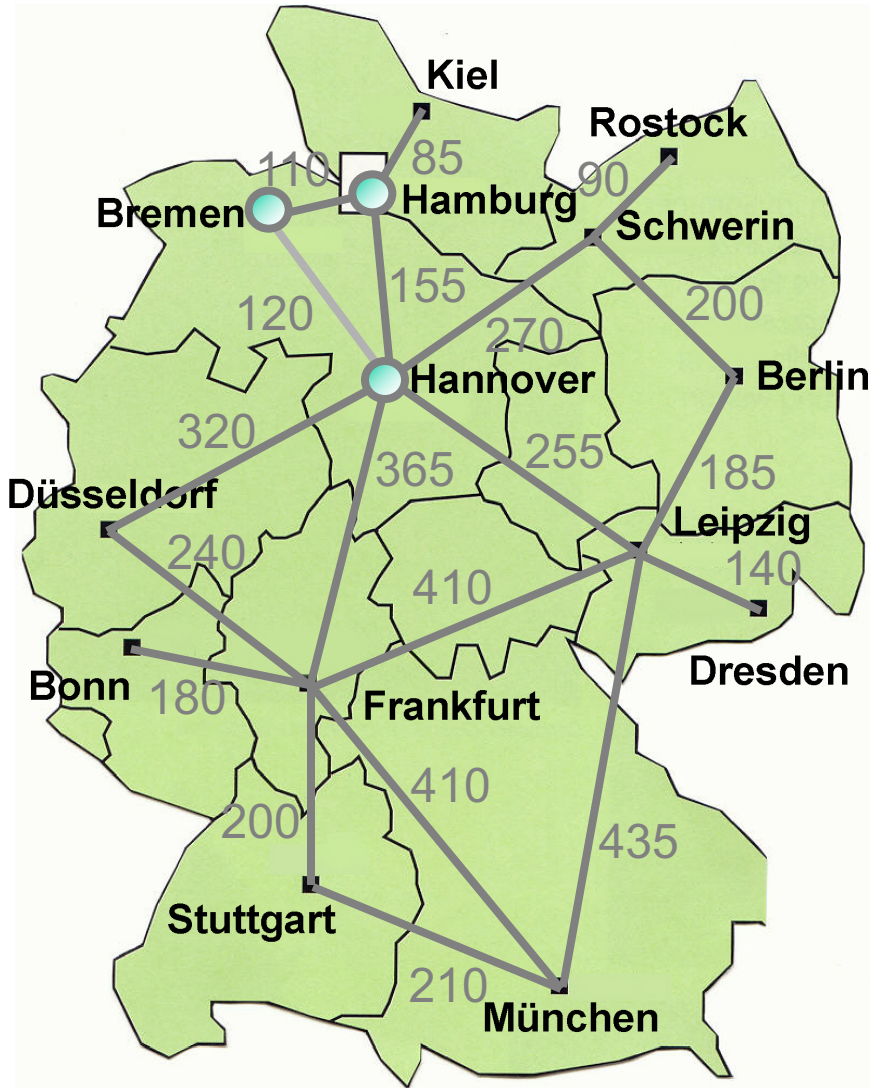 Kiel
Rostock
110
85
90
Bremen
Hamburg
Schwerin
155
200
120
270
Hannover
Berlin
320
365
255
185
Düsseldorf
Leipzig
240
410
140
Bonn
180
Frankfurt
Dresden
410
200
435
Stuttgart
210
München